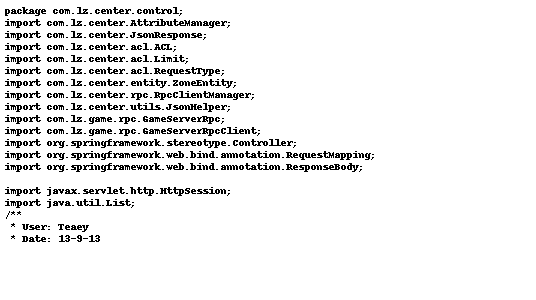 package com.lz.center.control;
import com.lz.center.AttributeManager;
import com.lz.center.JsonResponse;
import com.lz.center.acl.ACL;
import com.lz.center.acl.Limit;
import com.lz.center.acl.RequestType;
import com.lz.center.entity.ZoneEntity;
import com.lz.center.rpc.RpcClientManager;
import com.lz.center.utils.JsonHelper;
import com.lz.game.rpc.GameServerRpc;
import com.lz.game.rpc.GameServerRpcClient;
import org.springframework.stereotype.Controller;
import org.springframework.web.bind.annotation.RequestMapping;
import org.springframework.web.bind.annotation.ResponseBody;
import javax.servlet.http.HttpSession;
import java.util.List;
/**
 * User: Teaey
 * Date: 13-9-13